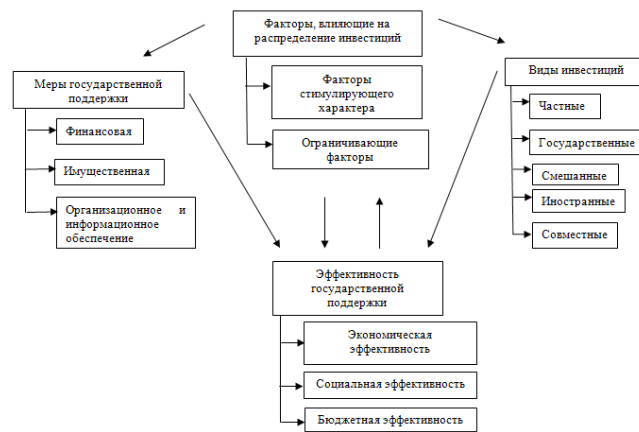 Факторы, влияющие на
распределение инвестиций
Меры государственной
поддержки
Финансовая
Имущественная
Организационное и
информационное
обеспечение
Факторы
стимулирующего
характера
Ограничивающие
факторы
Виды инвестиций
Частные
Государственные
Смешанные
Иностранные
Совместные
Эффективность
государственной
поддержки
Экономическая
эффективность
Социальная эффективность
Бюджетная эффективность